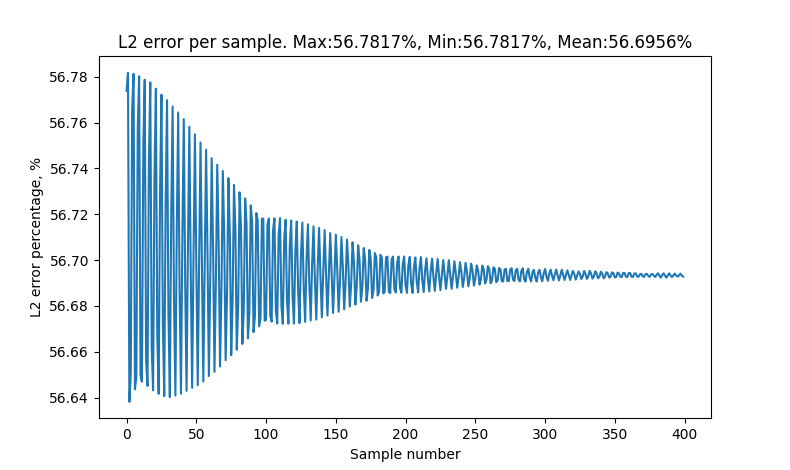 L2 error per sample. Max:56.7817%, Min:56.7817%, Mean:56.6956%
56.78
56.76
56.74
56.72
56.70
56.68
56.66
56.64
L2 error percentage, %
0 50 100 150 200 250 300 350 400
Sample number